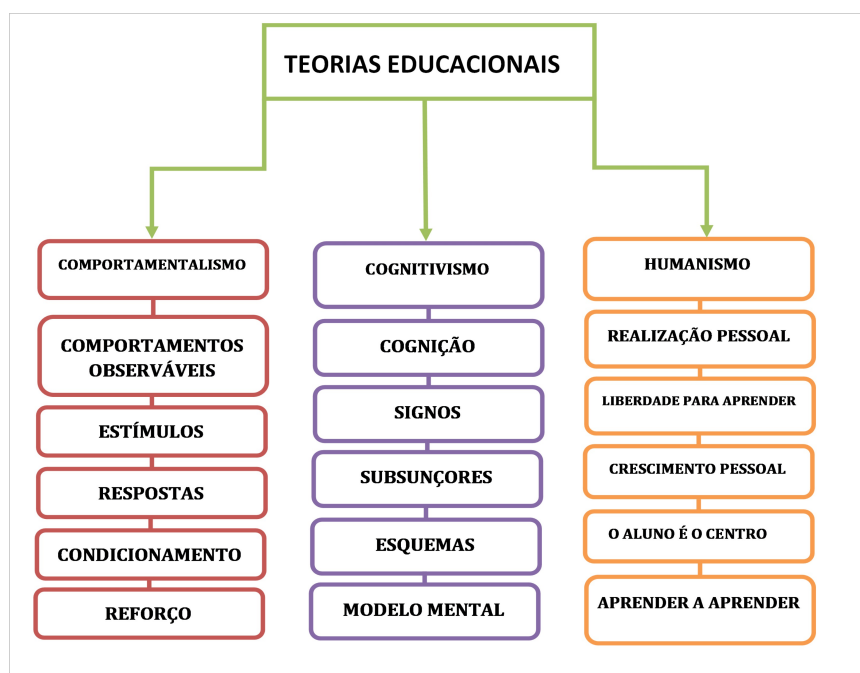 TEORIAS EDUCACIONAIS
COMPORTAMENTALISMO
COMPORTAMENTOS
OBSERVÁVEIS
ESTÍMULOS
RESPOSTAS
CONDICIONAMENTO
REFORÇO
COGNITIVISMO
COGNIÇÃO
SIGNOS
SUBSUNÇORES
ESQUEMAS
MODELO MENTAL
HUMANISMO
REALIZAÇÃO PESSOAL
LIBERDADE PARA APRENDER
CRESCIMENTO PESSOAL
O ALUNO É O CENTRO
APRENDER A APRENDER